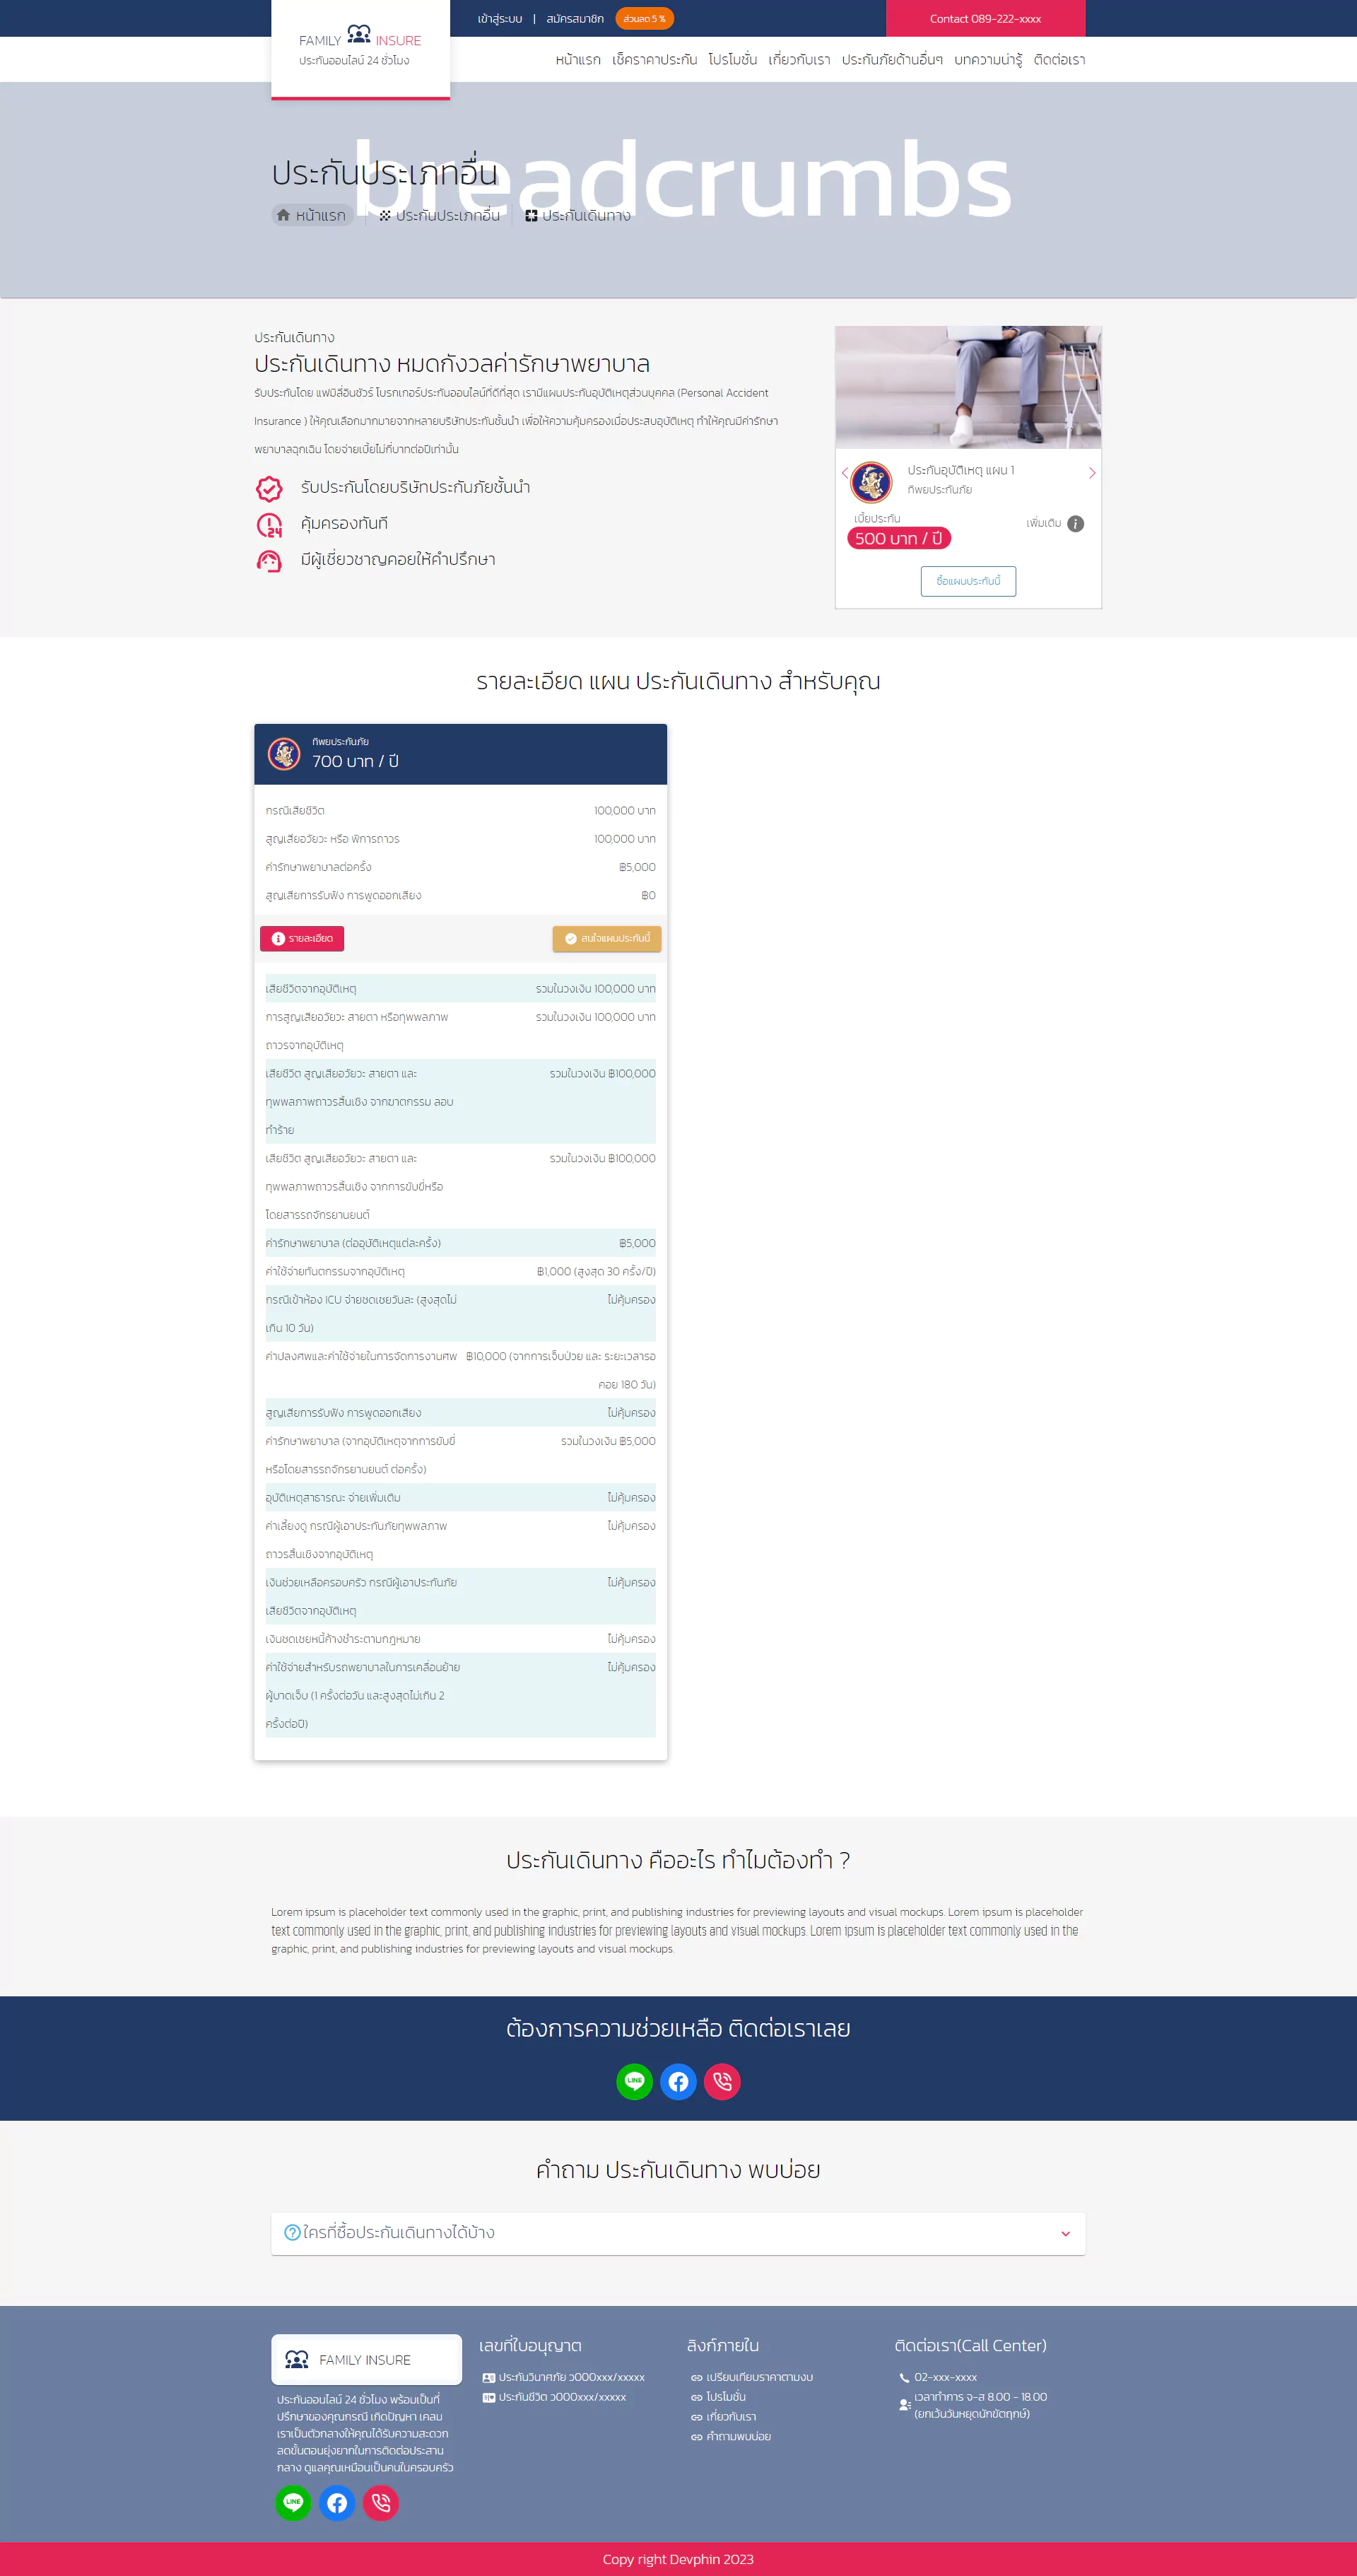 เข้าสู่ระบบ | สมัครสมาชิก ส่วนลด 5 % Contact 089-222-xxxx
FAMILY INSURE
ประกันออนไลน์ 24 ชั่วโมง
หน้าแรก เช็คราคาประกัน โปรโมชั่น เกี่ยวกับเรา ประกันภัยด้านอื่นๆ บทความน่ารู้ ติดต่อเรา
breadcrumbs
ประกันประเภทอื่น
หน้าแรก ประกันประเภทอื่น ประกันเดินทาง
ประกันเดินทาง
ประกันเดินทาง หมดกังวลค่ารักษาพยาบาล
รับประกันโดย แฟมิลี่อินชัวร์ โบรกเกอร์ประกันออนไลน์ที่ดีที่สุด เรามีแผนประกันอุบัติเหตุส่วนบุคคล (Personal Accident
Insurance ) ให้คุณเลือกมากมายจากหลายบริษัทประกันชั้นนำ เพื่อให้ความคุ้มครองเมื่อประสบอุบัติเหตุ ทำให้คุณมีค่ารักษา
พยาบาลฉุกเฉิน โดยจ่ายเบี้ยไม่กี่บาทต่อปีเท่านั้น
รับประกันโดยบริษัทประกันภัยชั้นนำ
24
คุ้มครองทันที
มีผู้เชี่ยวชาญคอยให้คำปรึกษา
ประกันอุบัติเหตุ แผน 1
ทิพยประกันภัย
เบี้ยประกัน
เพิ่มเติม
500 บาท / ปี
ซื้อแผนประกันนี้
รายละเอียด แผน ประกันเดินทาง สำหรับคุณ
ทิพยประกันภัย
700 บาท / ปี
กรณีเสียชีวิต 100,000 บาท
สูญเสียอวัยวะ หรือ พิการถาวร 100,000 บาท
ค่ารักษาพยาบาลต่อครั้ง ฿5,000
สูญเสียการรับฟัง การพูดออกเสียง ฿0
รายละเอียด สนใจแผนประกันนี้
เสียชีวิตจากอุบัติเหตุ รวมในวงเงิน 100,000 บาท
การสูญเสียอวัยวะ สายตา หรือทุพพลภาพ รวมในวงเงิน 100,000 บาท
ถาวรจากอุบัติเหตุ
เสียชีวิต สูญเสียอวัยวะ สายตา และ รวมในวงเงิน ฿100,000
ทุพพลภาพถาวรสิ้นเชิง จากฆาตกรรม ลอบ
ทำร้าย
เสียชีวิต สูญเสียอวัยวะ สายตา และ รวมในวงเงิน ฿100,000
ทุพพลภาพถาวรสิ้นเชิง จากการขับขี่หรือ
โดยสารรถจักรยานยนต์
ค่ารักษาพยาบาล (ต่ออุบัติเหตุแต่ละครั้ง) ฿5,000
ค่าใช้จ่ายทันตกรรมจากอุบัติเหตุ ฿1,000 (สูงสุด 30 ครั้ง/ปี)
กรณีเข้าห้อง ICU จ่ายชดเชยวันละ (สูงสุดไม่ ไม่คุ้มครอง
เกิน 10 วัน)
ค่าปลงศพและค่าใช้จ่ายในการจัดการงานศพ ฿10,000 (จากการเจ็บป่วย และ ระยะเวลารอ
คอย 180 วัน)
สูญเสียการรับฟัง การพูดออกเสียง ไม่คุ้มครอง
ค่ารักษาพยาบาล (จากอุบัติเหตุจากการขับขี่ รวมในวงเงิน ฿5,000
หรือโดยสารรถจักรยานยนต์ ต่อครั้ง)
อุบัติเหตุสาธารณะ จ่ายเพิ่มเติม ไม่คุ้มครอง
ค่าเลี้ยงดู กรณีผู้เอาประกันภัยทุพพลภาพ ไม่คุ้มครอง
ถาวรสิ้นเชิงจากอุบัติเหตุ
เงินช่วยเหลือครอบครัว กรณีผู้เอาประกันภัย ไม่คุ้มครอง
เสียชีวิตจากอุบัติเหตุ
เงินชดเชยหนี้ค้างชำระตามกฎหมาย ไม่คุ้มครอง
ค่าใช้จ่ายสำหรับรถพยาบาลในการเคลื่อนย้าย ไม่คุ้มครอง
ผู้บาดเจ็บ (1 ครั้งต่อวัน และสูงสุดไม่เกิน 2
ครั้งต่อปี)
ประกันเดินทาง คืออะไร ทำไมต้องทำ ?
Lorem ipsum is placeholder text commonly used in the graphic, print, and publishing industries for previewing layouts and visual mockups. Lorem ipsum is placeholder
text commonly used in the graphic, print, and publishing industries for previewing layouts and visual mockups. Lorem ipsum is placeholder text commonly used in the
graphic, print, and publishing industries for previewing layouts and visual mockups.
ต้องการความช่วยเหลือ ติดต่อเราเลย
LINE
คำถาม ประกันเดินทาง พบบ่อย
ใครที่ซื้อประกันเดินทางได้บ้าง
FAMILY INSURE
ประกันออนไลน์ 24 ชั่วโมง พร้อมเป็นที่
ปรึกษาของคุณกรณี เกิดปัญหา เคลม
เราเป็นตัวกลางให้คุณได้รับความสะดวก
ลดขั้นตอนยุ่งยากในการติดต่อประสาน
กลาง ดูแลคุณเหมือนเป็นคนในครอบครัว
LINE
เลขที่ใบอนุญาต
ประกันวินาศภัย ว000xxx/xxxxx
ประกันชีวิต ว000xxx/xxxxx
ลิงก์ภายใน
เปรียบเทียบราคาตามงบ
โปรโมชั่น
เกี่ยวกับเรา
คำถามพบบ่อย
ติดต่อเรา(Call Center)
02-xxx-xxxx
เวลาทำการ จ-ส 8.00 - 18.00
(ยกเว้นวันหยุดนักขัตฤกษ์)
Copy right Devphin 2023